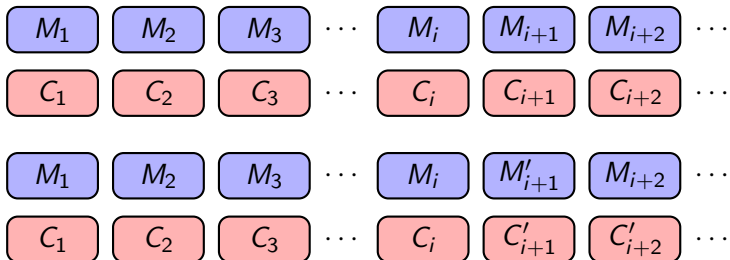 M₁ M₂ M₃ ⋯ Mᵢ Mᵢ₊₁ Mᵢ₊₂ ⋯
C₁ C₂ C₃ ⋯ Cᵢ Cᵢ₊₁ Cᵢ₊₂ ⋯
M₁ M₂ M₃ ⋯ Mᵢ M′ᵢ₊₁ Mᵢ₊₂ ⋯
C₁ C₂ C₃ ⋯ Cᵢ C′ᵢ₊₁ C′ᵢ₊₂ ⋯